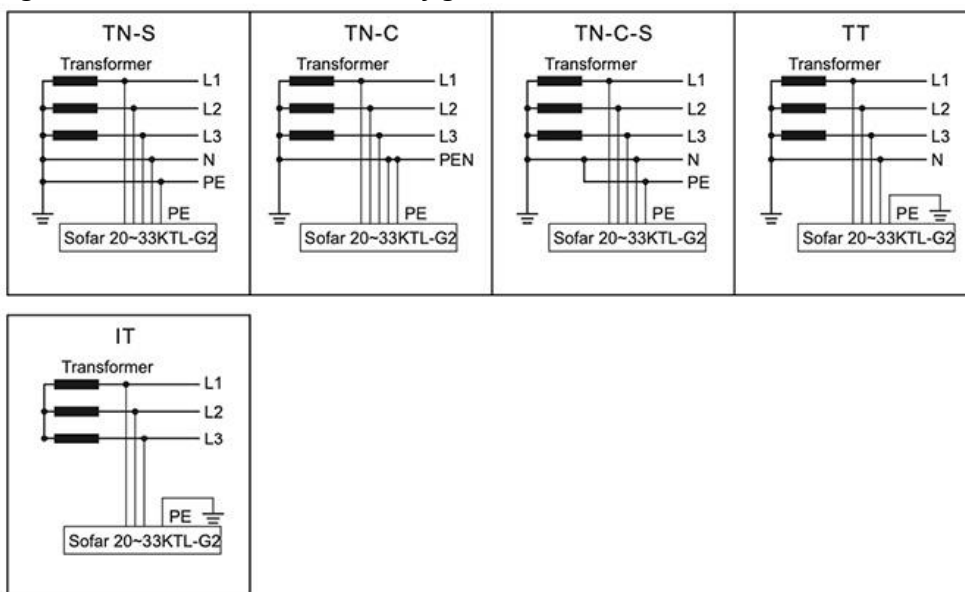 TN-S
Transformer
L1
L2
L3
N
PE
PE
Sofar 20~33KTL-G2
TN-C
Transformer
L1
L2
L3
PEN
PE
Sofar 20~33KTL-G2
TN-C-S
Transformer
L1
L2
L3
N
PE
PE
Sofar 20~33KTL-G2
TT
Transformer
L1
L2
L3
N
PE
Sofar 20~33KTL-G2
IT
Transformer
L1
L2
L3
PE
Sofar 20~33KTL-G2